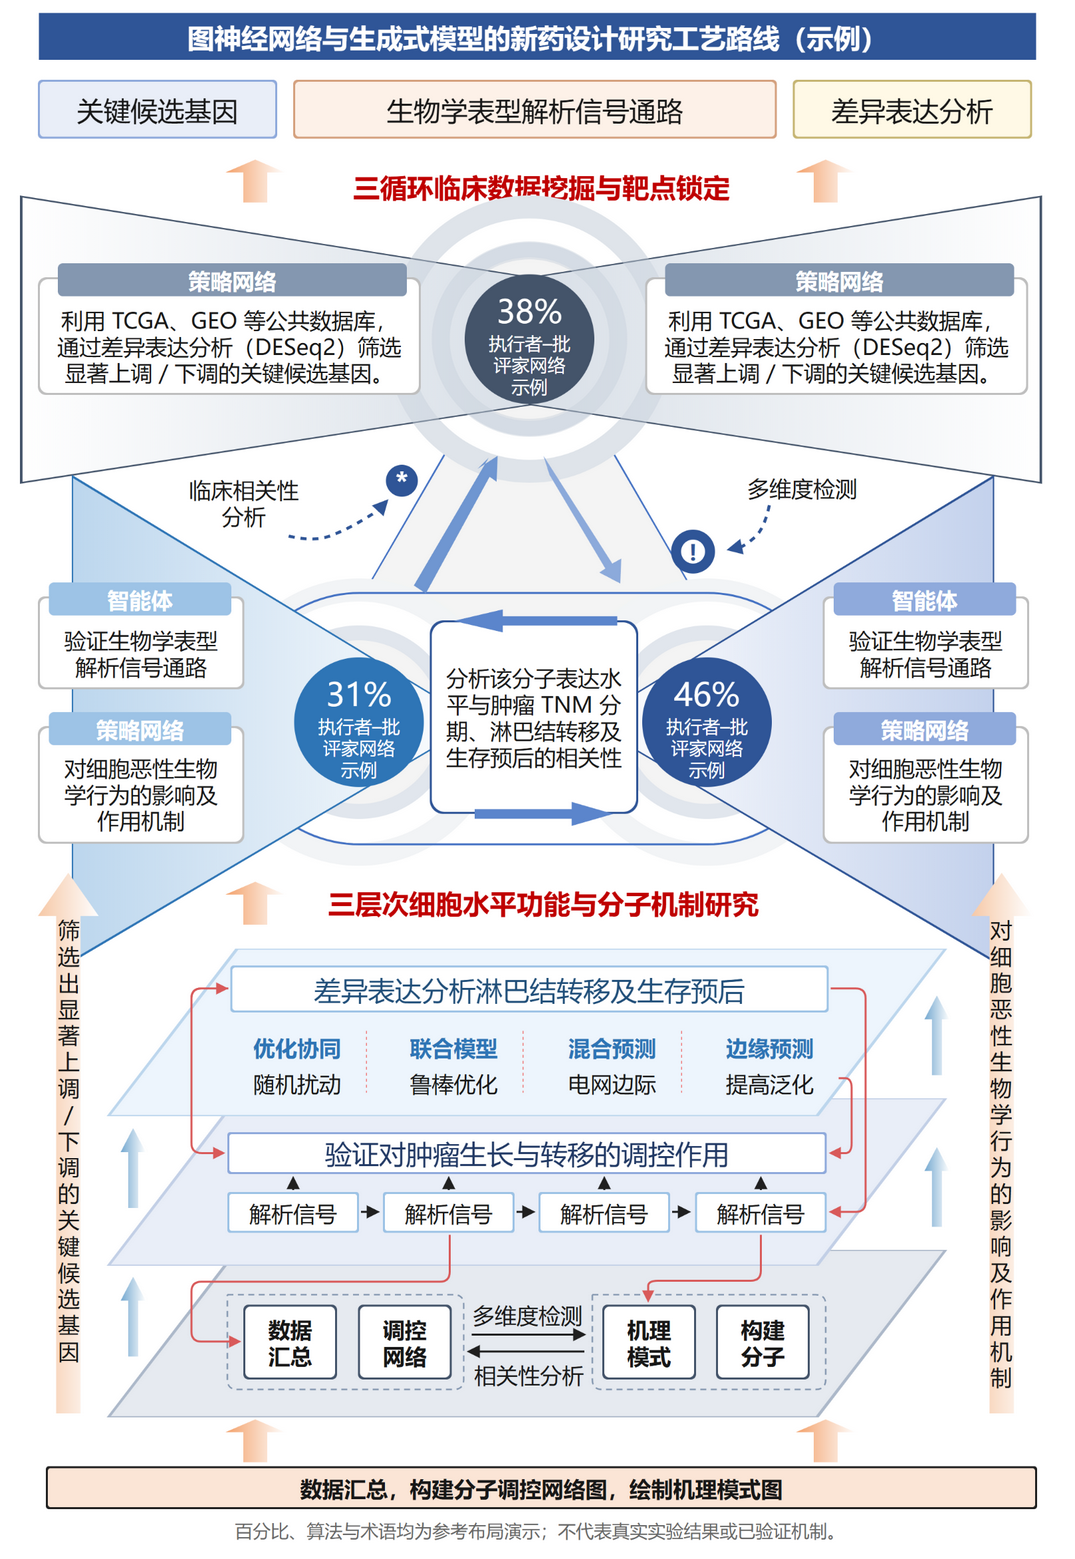 图神经网络与生成式模型的新药设计研究工艺路线（示例）
关键候选基因
生物学表型解析信号通路
差异表达分析
三循环临床数据挖掘与靶点锁定
策略网络
利用 TCGA、GEO 等公共数据库，
通过差异表达分析（DESeq2）筛选
显著上调 / 下调的关键候选基因。
38%
执行者–批
评家网络
示例
策略网络
利用 TCGA、GEO 等公共数据库，
通过差异表达分析（DESeq2）筛选
显著上调 / 下调的关键候选基因。
临床相关性
分析
*
多维度检测
!
智能体
验证生物学表型
解析信号通路
策略网络
对细胞恶性生物
学行为的影响及
作用机制
31%
执行者–批
评家网络
示例
分析该分子表达水
平与肿瘤 TNM 分
期、淋巴结转移及
生存预后的相关性
46%
执行者–批
评家网络
示例
智能体
验证生物学表型
解析信号通路
策略网络
对细胞恶性生物
学行为的影响及
作用机制
三层次细胞水平功能与分子机制研究
筛选出显著上调/下调的关键候选基因
对细胞恶性生物学行为的影响及作用机制
差异表达分析淋巴结转移及生存预后
优化协同 联合模型 混合预测 边缘预测
随机扰动 鲁棒优化 电网边际 提高泛化
验证对肿瘤生长与转移的调控作用
解析信号 解析信号 解析信号 解析信号
数据
汇总
调控
网络
多维度检测
相关性分析
机理
模式
构建
分子
数据汇总，构建分子调控网络图，绘制机理模式图
百分比、算法与术语均为参考布局演示；不代表真实实验结果或已验证机制。